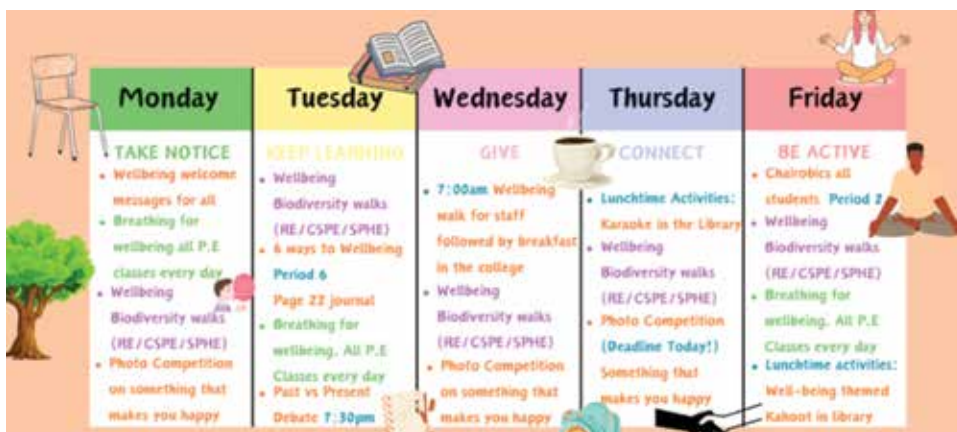 Monday
TAKE NOTICE
• Wellbeing welcome
messages for all
• Breathing for
wellbeing all P.E
classes every day
• Wellbeing
Biodiversity walks
(RE/CSPE/SPHE)
• Photo Competition
on something that
makes you happy
Tuesday
KEEP LEARNING
• Wellbeing
Biodiversity walks
(RE/CSPE/SPHE)
• 6 ways to Wellbeing
Period 6
Page 22 journal
• Breathing for
wellbeing. All P.E
Classes every day
• Past vs Present
Debate 7:30pm
Wednesday
GIVE
• 7:00am Wellbeing
walk for staff
followed by breakfast
in the college
• Wellbeing
Biodiversity walks
(RE/CSPE/SPHE)
• Photo Competition
on something that
makes you happy
Thursday
CONNECT
• Lunchtime Activities:
Karaoke in the Library
• Wellbeing
Biodiversity walks
(RE/CSPE/SPHE)
• Photo Competition
(Deadline Today!)
Something that
makes you happy
Friday
BE ACTIVE
• Chairobics all
students Period 2
• Wellbeing
Biodiversity walks
(RE/CSPE/SPHE)
• Breathing for
wellbeing. All P.E
Classes every day
• Lunchtime activities:
Well-being themed
Kahoot in library